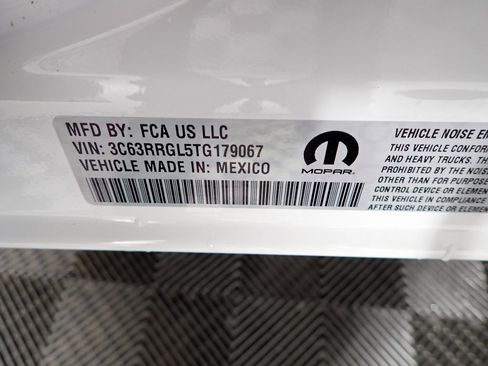 MFD BY: FCA US LLC
VIN: 3C63RRGL5TG179067
VEHICLE MADE IN: MEXICO
MOPAR
VEHICLE NOISE
THIS VEHICLE CONFORM
AND HEAVY TRUCKS. TH
PROHIBITED BY THE NOIS
OTHER THAN FOR PURPOSE
CONTROL DEVICE OR ELEMEN
THIS VEHICLE IN COMPLIANCE
AFTER SUCH DEVICE OR ELEM